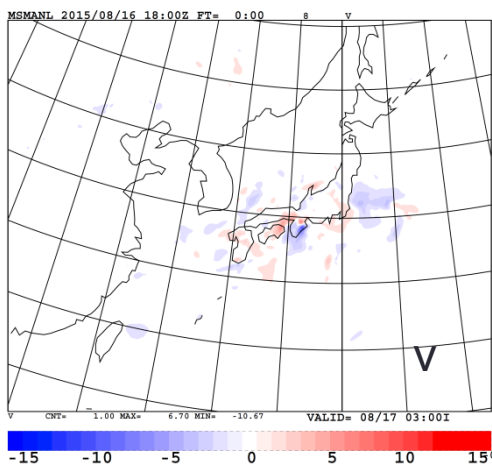 MSMANL 2015/08/16 18:00Z FT= 0:00 8 V
V
V CNT= 1.00 MAX= 6.70 MIN= -10.67 VALID= 08/17 03:00I
-15 -10 -5 0 5 10 15